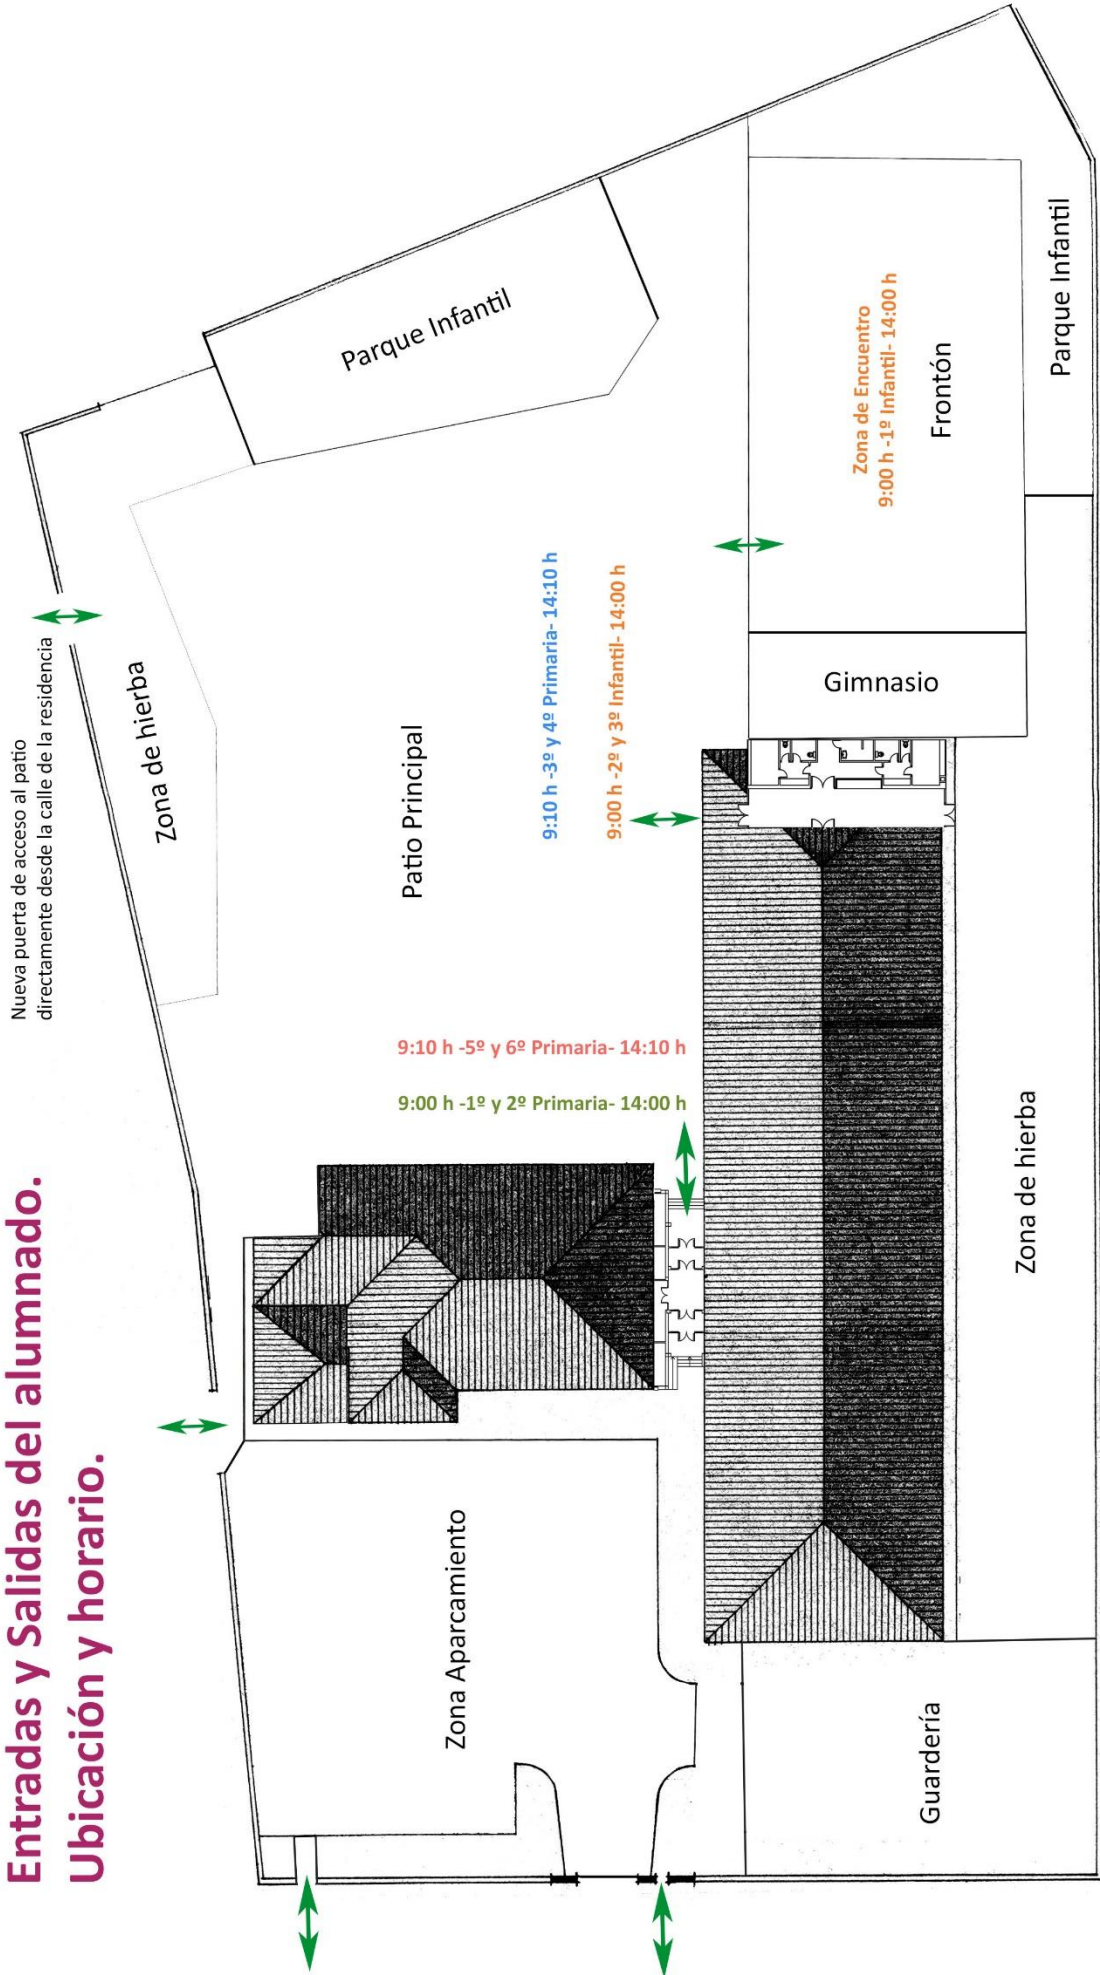 Entradas y Salidas del alumnado.
Ubicación y horario.
Nueva puerta de acceso al patio
directamente desde la calle de la residencia
Zona de hierba
Parque Infantil
Patio Principal
9:10 h -5º y 6º Primaria- 14:10 h
9:00 h -1º y 2º Primaria- 14:00 h
9:10 h -3º y 4º Primaria- 14:10 h
9:00 h -2º y 3º Infantil- 14:00 h
Zona de Encuentro
9:00 h -1º Infantil- 14:00 h
Frontón
Gimnasio
Parque Infantil
Zona Aparcamiento
Guardería
Zona de hierba